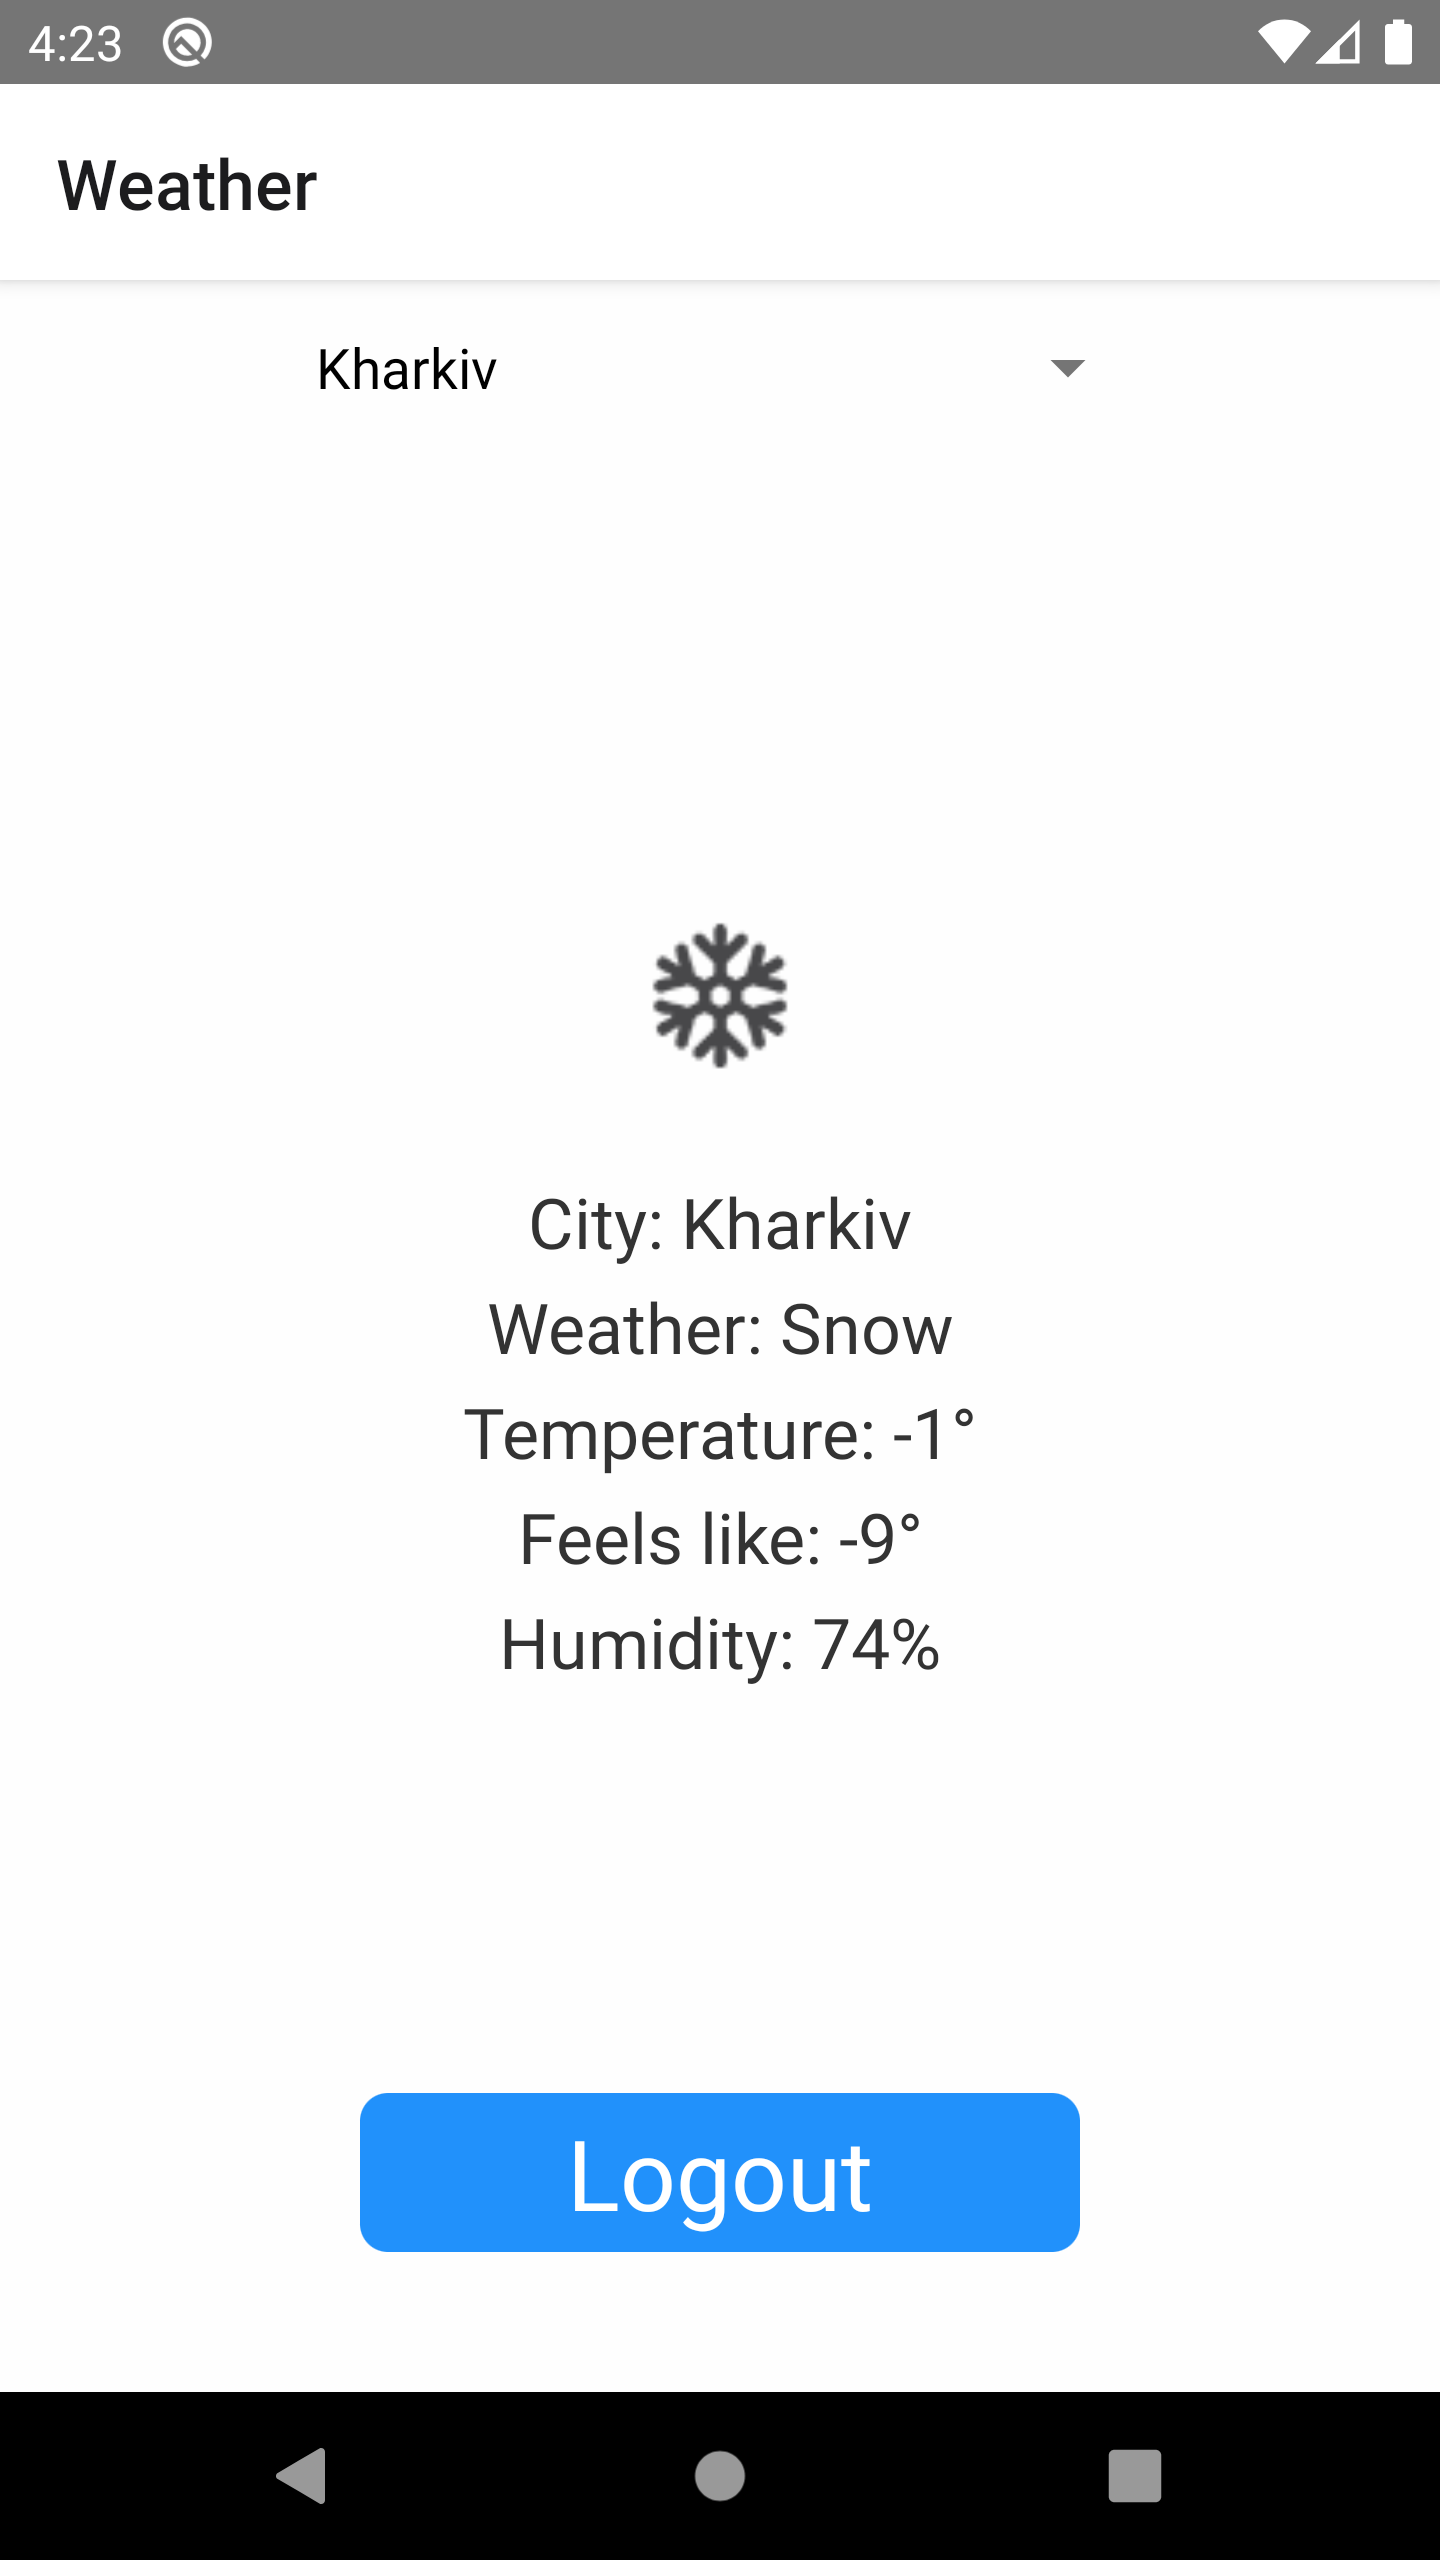 4:23
Weather
Kharkiv
City: Kharkiv
Weather: Snow
Temperature: -1°
Feels like: -9°
Humidity: 74%
Logout